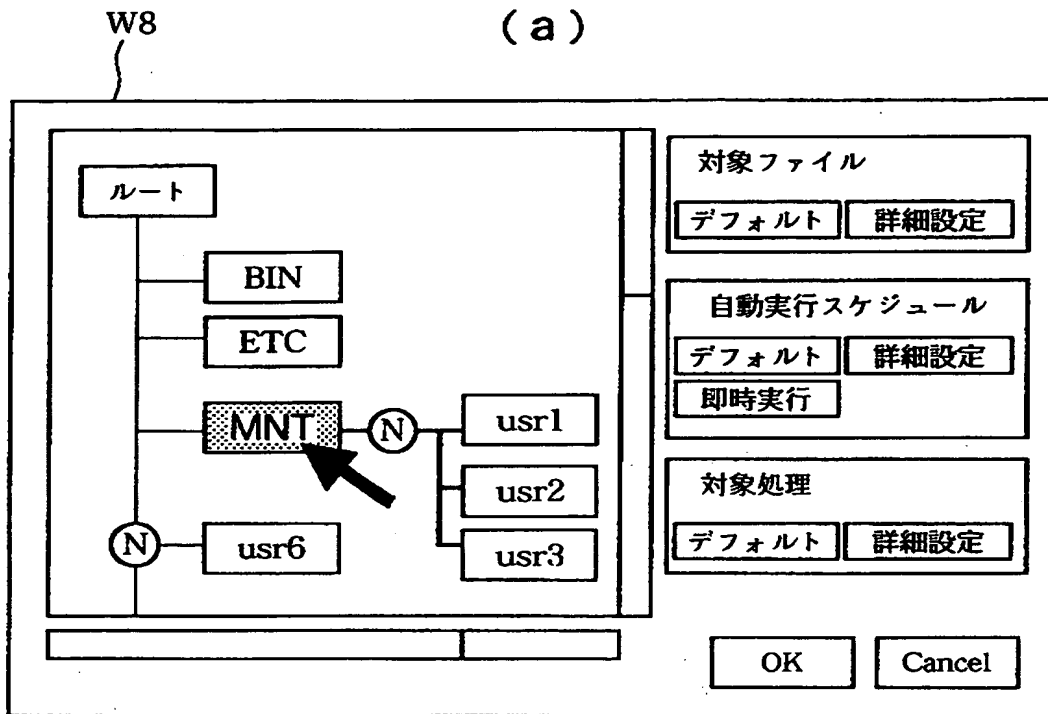 W8
(a)
ルート
BIN
ETC
MNT
N
usr1
usr2
usr3
N
usr6
対象ファイル
デフォルト 詳細設定
自動実行スケジュール
デフォルト 詳細設定
即時実行
対象処理
デフォルト 詳細設定
OK Cancel